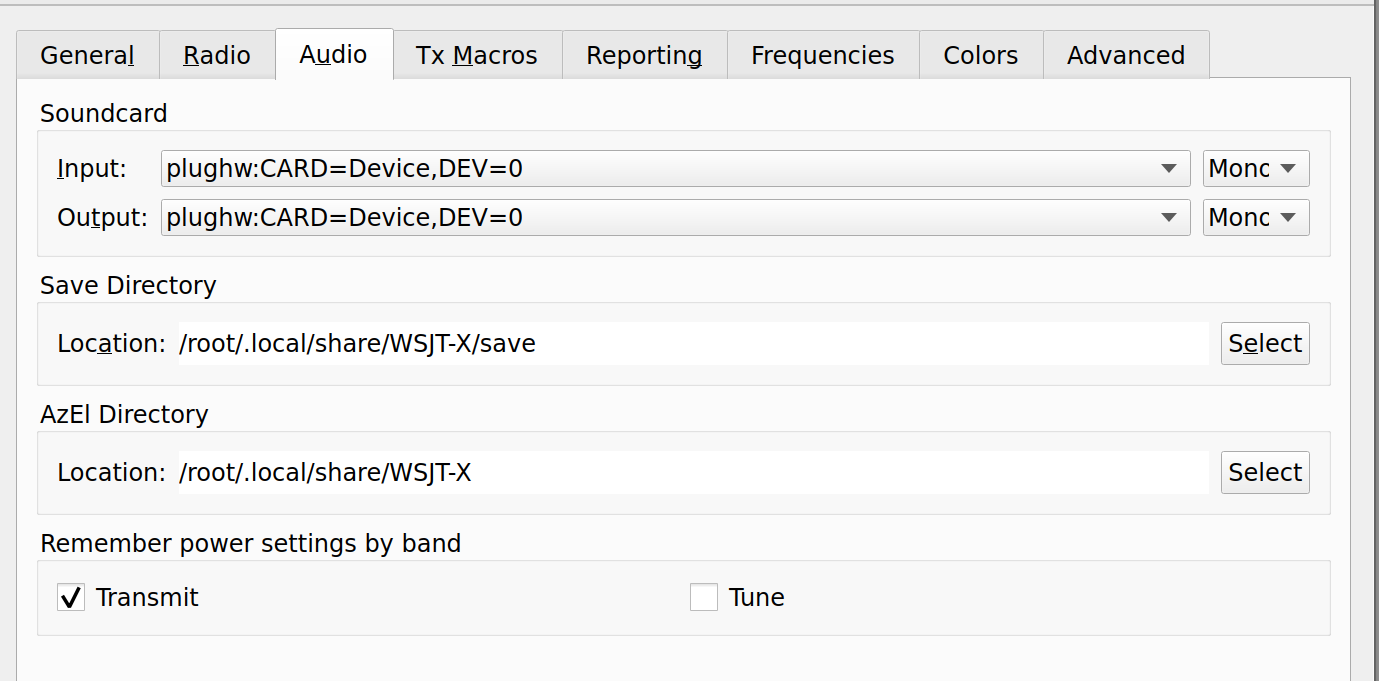 General Radio Audio Tx Macros Reporting Frequencies Colors Advanced
Soundcard
Input: plughw:CARD=Device,DEV=0 Mono
Output: plughw:CARD=Device,DEV=0 Mono
Save Directory
Location: /root/.local/share/WSJT-X/save Select
AzEl Directory
Location: /root/.local/share/WSJT-X Select
Remember power settings by band
Transmit Tune